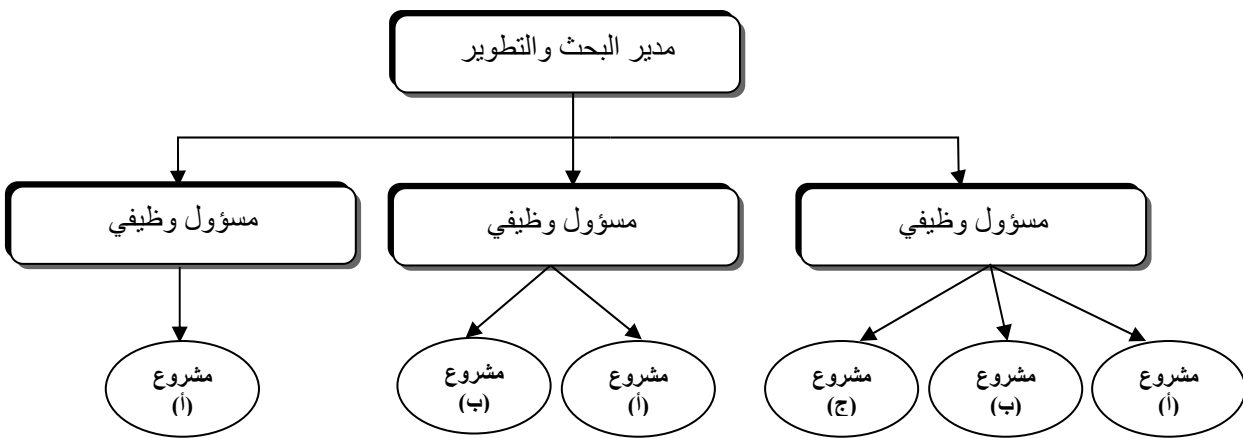 مدير البحث والتطوير
مسؤول وظيفي
مسؤول وظيفي
مسؤول وظيفي
مشروع
(أ)
مشروع
(ب)
مشروع
(ج)
مشروع
(أ)
مشروع
(ب)
مشروع
(أ)